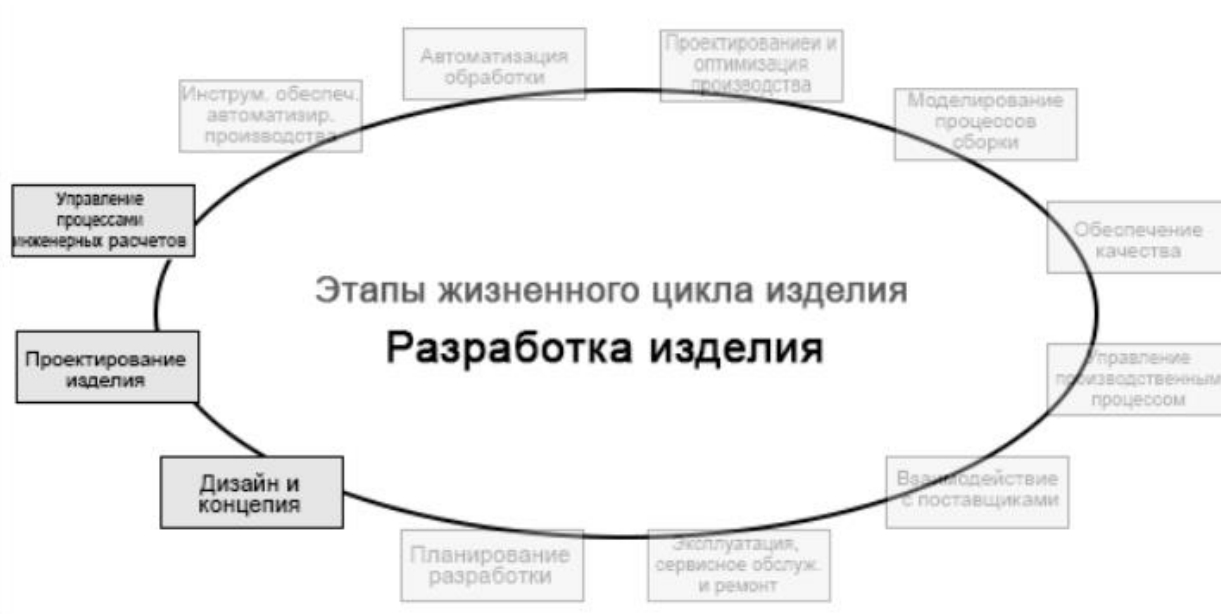 Автоматизация
обработки
Проектированиеи и
оптимизация
производства
Инструм. обеспеч.
автоматизир.
производства
Моделирование
процессов
сборки
Управление
процессами
инженерных расчетов
Обеспечение
качества
Этапы жизненного цикла изделия
Разработка изделия
Проектирование
изделия
Управление
производственным
процессом
Дизайн и
концепия
Взаимодействие
с поставщиками
Планирование
разработки
Эксплуатация,
сервисное обслуж.
и ремонт